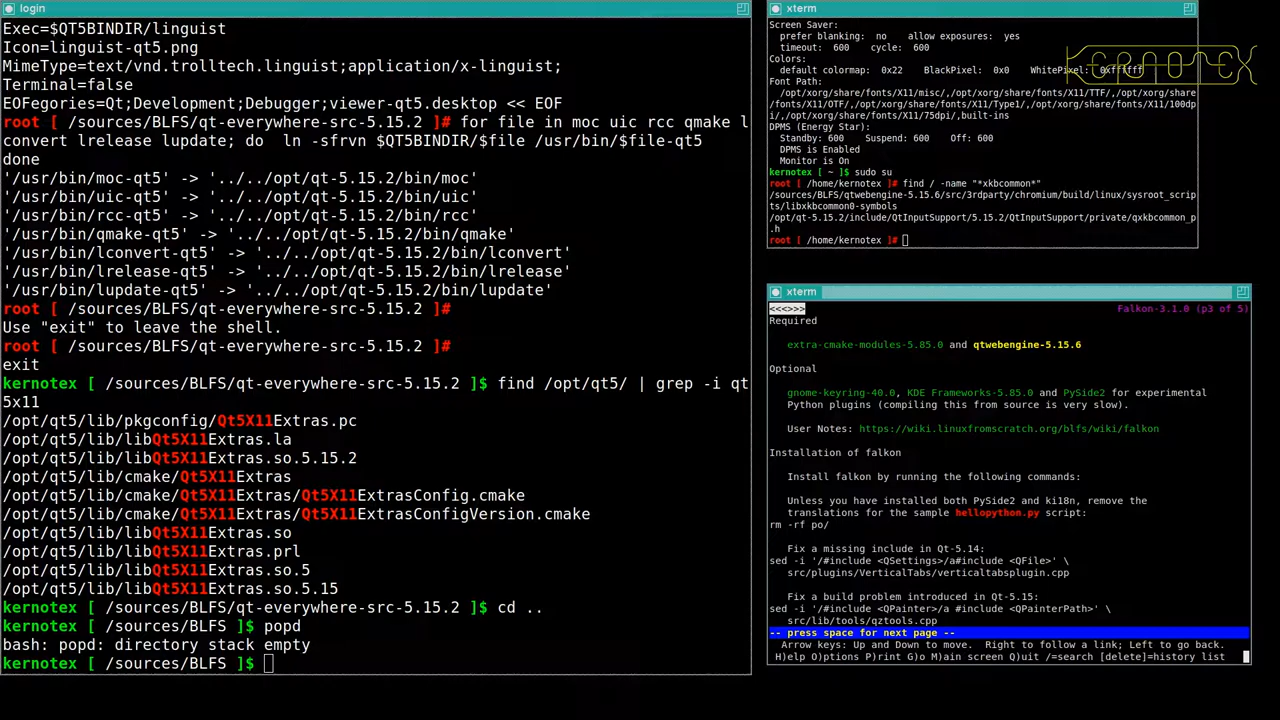 login
Exec=$QT5BINDIR/linguist
Icon=linguist-qt5.png
MimeType=text/vnd.trolltech.linguist;application/x-linguist;
Terminal=false
EOFegories=Qt;Development;Debugger;viewer-qt5.desktop << EOF
root [ /sources/BLFS/qt-everywhere-src-5.15.2 ]# for file in moc uic rcc qmake l
convert lrelease lupdate; do  ln -sfrvn $QT5BINDIR/$file /usr/bin/$file-qt5
done
'/usr/bin/moc-qt5' -> '../../opt/qt-5.15.2/bin/moc'
'/usr/bin/uic-qt5' -> '../../opt/qt-5.15.2/bin/uic'
'/usr/bin/rcc-qt5' -> '../../opt/qt-5.15.2/bin/rcc'
'/usr/bin/qmake-qt5' -> '../../opt/qt-5.15.2/bin/qmake'
'/usr/bin/lconvert-qt5' -> '../../opt/qt-5.15.2/bin/lconvert'
'/usr/bin/lrelease-qt5' -> '../../opt/qt-5.15.2/bin/lrelease'
'/usr/bin/lupdate-qt5' -> '../../opt/qt-5.15.2/bin/lupdate'
root [ /sources/BLFS/qt-everywhere-src-5.15.2 ]#
Use "exit" to leave the shell.
root [ /sources/BLFS/qt-everywhere-src-5.15.2 ]#
exit
kernotex [ /sources/BLFS/qt-everywhere-src-5.15.2 ]$ find /opt/qt5/ | grep -i qt
5x11
/opt/qt5/lib/pkgconfig/Qt5X11Extras.pc
/opt/qt5/lib/libQt5X11Extras.la
/opt/qt5/lib/libQt5X11Extras.so.5.15.2
/opt/qt5/lib/cmake/Qt5X11Extras
/opt/qt5/lib/cmake/Qt5X11Extras/Qt5X11ExtrasConfig.cmake
/opt/qt5/lib/cmake/Qt5X11Extras/Qt5X11ExtrasConfigVersion.cmake
/opt/qt5/lib/libQt5X11Extras.so
/opt/qt5/lib/libQt5X11Extras.prl
/opt/qt5/lib/libQt5X11Extras.so.5
/opt/qt5/lib/libQt5X11Extras.so.5.15
kernotex [ /sources/BLFS/qt-everywhere-src-5.15.2 ]$ cd ..
kernotex [ /sources/BLFS ]$ popd
bash: popd: directory stack empty
kernotex [ /sources/BLFS ]$
xterm
Screen Saver:
  prefer blanking:  no    allow exposures:  yes
  timeout:  600    cycle:  600
Colors:
  default colormap:  0x22    BlackPixel:  0x0    WhitePixel:  0xffffff
Font Path:
  /opt/xorg/share/fonts/X11/misc/,/opt/xorg/share/fonts/X11/TTF/,/opt/xorg/share
/fonts/X11/OTF/,/opt/xorg/share/fonts/X11/Type1/,/opt/xorg/share/fonts/X11/100dp
i/,/opt/xorg/share/fonts/X11/75dpi/,built-ins
DPMS (Energy Star):
  Standby: 600    Suspend: 600    Off: 600
  DPMS is Enabled
  Monitor is On
kernotex [ ~ ]$ sudo su
root [ /home/kernotex ]# find / -name "*xkbcommon*"
/sources/BLFS/qtwebengine-5.15.6/src/3rdparty/chromium/build/linux/sysroot_scrip
ts/libxkbcommon0-symbols
/opt/qt-5.15.2/include/QtInputSupport/5.15.2/QtInputSupport/private/qxkbcommon_p
.h
root [ /home/kernotex ]#
KERNOTEX
xterm
<<<>>> Falkon-3.1.0 (p3 of 5)
Required
extra-cmake-modules-5.85.0 and qtwebengine-5.15.6
Optional
gnome-keyring-40.0, KDE Frameworks-5.85.0 and PySide2 for experimental
Python plugins (compiling this from source is very slow).
User Notes: https://wiki.linuxfromscratch.org/blfs/wiki/falkon
Installation of falkon
Install falkon by running the following commands:
Unless you have installed both PySide2 and ki18n, remove the
translations for the sample hellopython.py script:
rm -rf po/
Fix a missing include in Qt-5.14:
sed -i '/#include <QSettings>/a#include <QFile>' \
src/plugins/VerticalTabs/verticaltabsplugin.cpp
Fix a build problem introduced in Qt-5.15:
sed -i '/#include <QPainter>/a #include <QPainterPath>' \
src/lib/tools/qztools.cpp
-- press space for next page --
Arrow keys: Up and Down to move.  Right to follow a link; Left to go back.
H)elp O)ptions P)rint G)o M)ain screen Q)uit /=search [delete]=history list